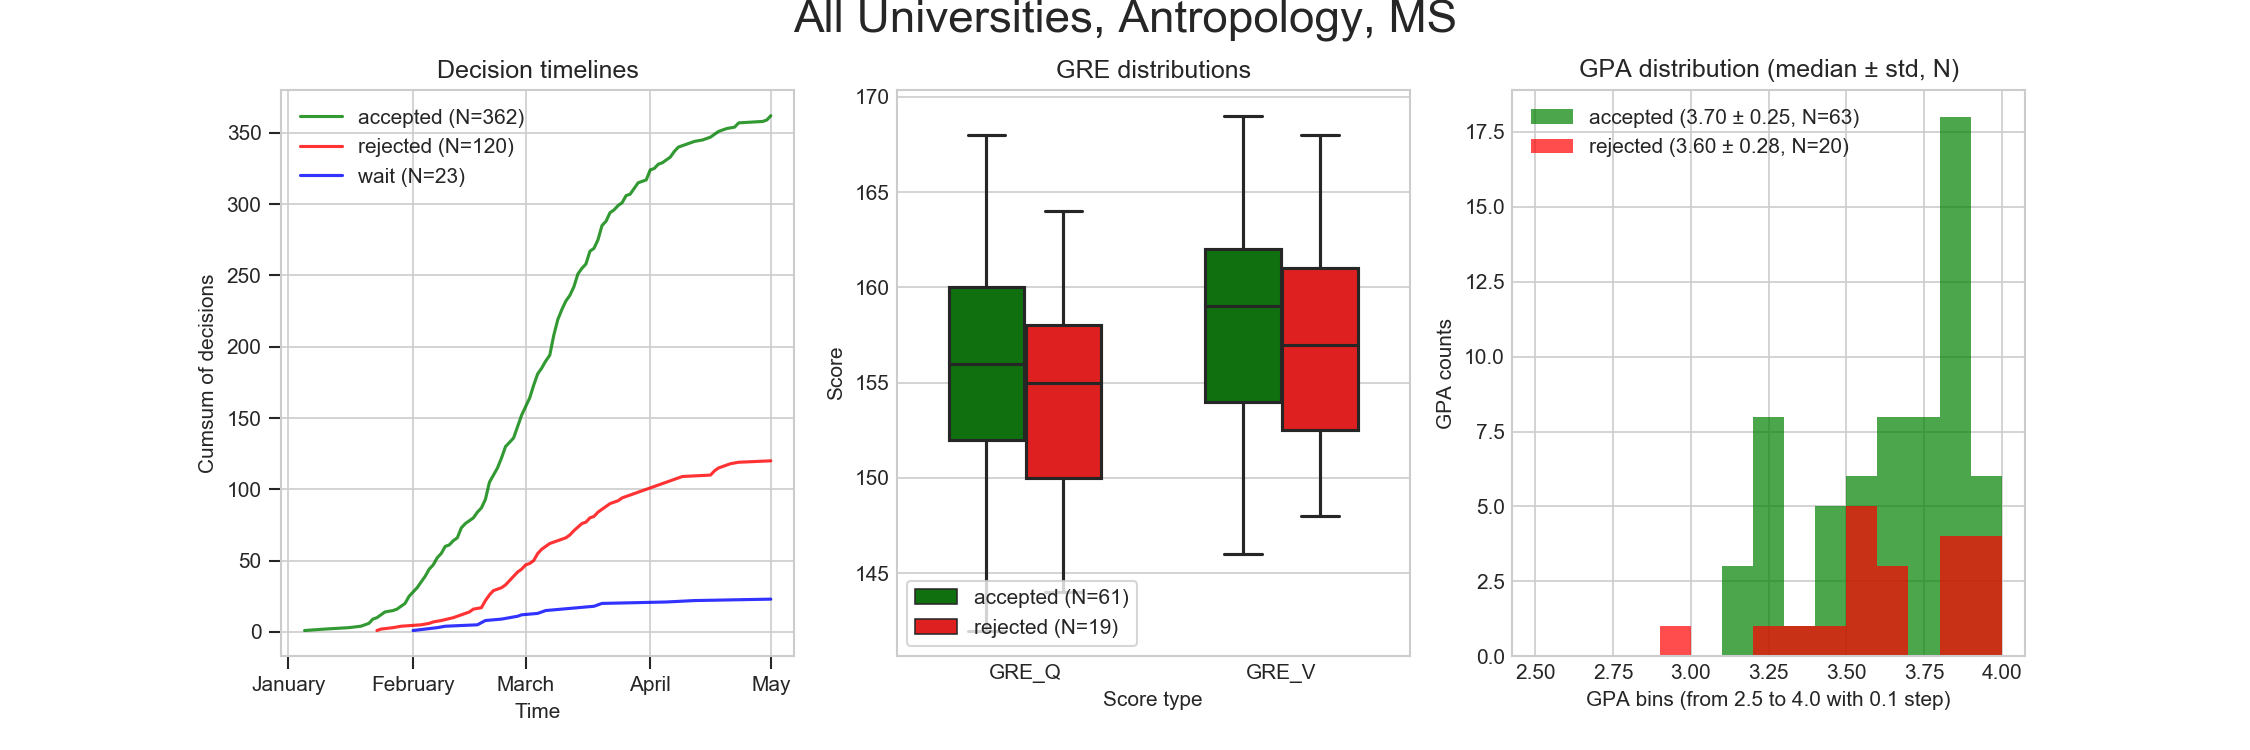 All Universities, Antropology, MS
Decision timelines
accepted (N=362)
rejected (N=120)
wait (N=23)
350
300
250
200
150
100
50
0
Cumsum of decisions
January February March April May
Time
GRE distributions
170
165
160
155
150
145
Score
accepted (N=61)
rejected (N=19)
GRE_Q GRE_V
Score type
GPA distribution (median ± std, N)
accepted (3.70 ± 0.25, N=63)
rejected (3.60 ± 0.28, N=20)
17.5
15.0
12.5
10.0
7.5
5.0
2.5
0.0
GPA counts
2.50 2.75 3.00 3.25 3.50 3.75 4.00
GPA bins (from 2.5 to 4.0 with 0.1 step)